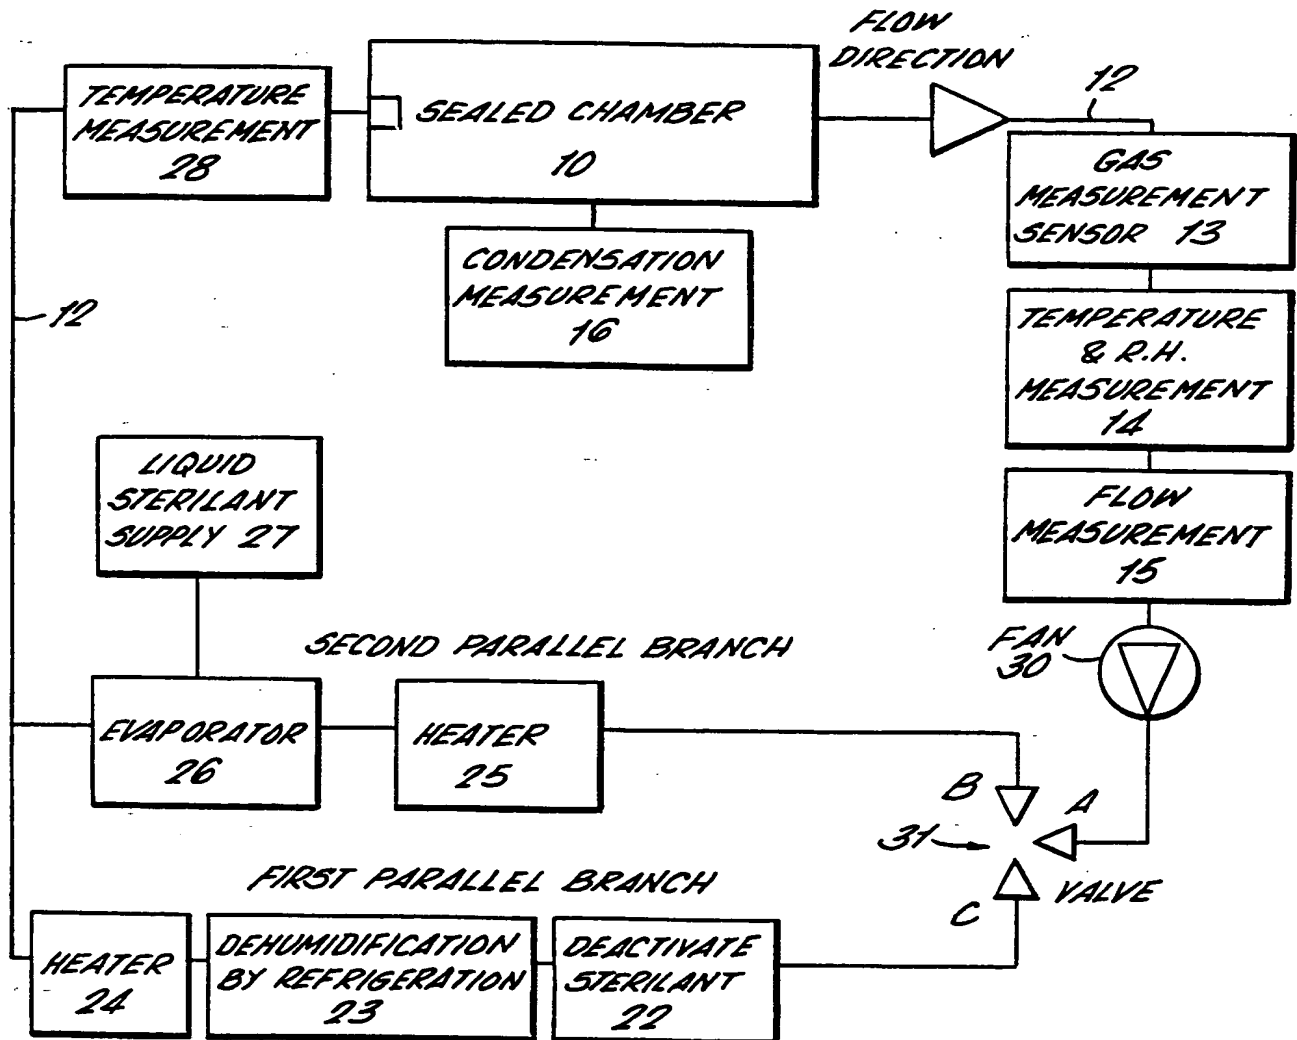 FLOW
DIRECTION
12
TEMPERATURE
MEASUREMENT
28
SEALED CHAMBER
10
GAS
MEASUREMENT
SENSOR 13
CONDENSATION
MEASUREMENT
16
12
TEMPERATURE
& R.H.
MEASUREMENT
14
LIQUID
STERILANT
SUPPLY 27
FLOW
MEASUREMENT
15
SECOND PARALLEL BRANCH
FAN
30
EVAPORATOR
26
HEATER
25
B
A
31
VALVE
C
FIRST PARALLEL BRANCH
HEATER
24
DEHUMIDIFICATION
BY REFRIGERATION
23
DEACTIVATE
STERILANT
22